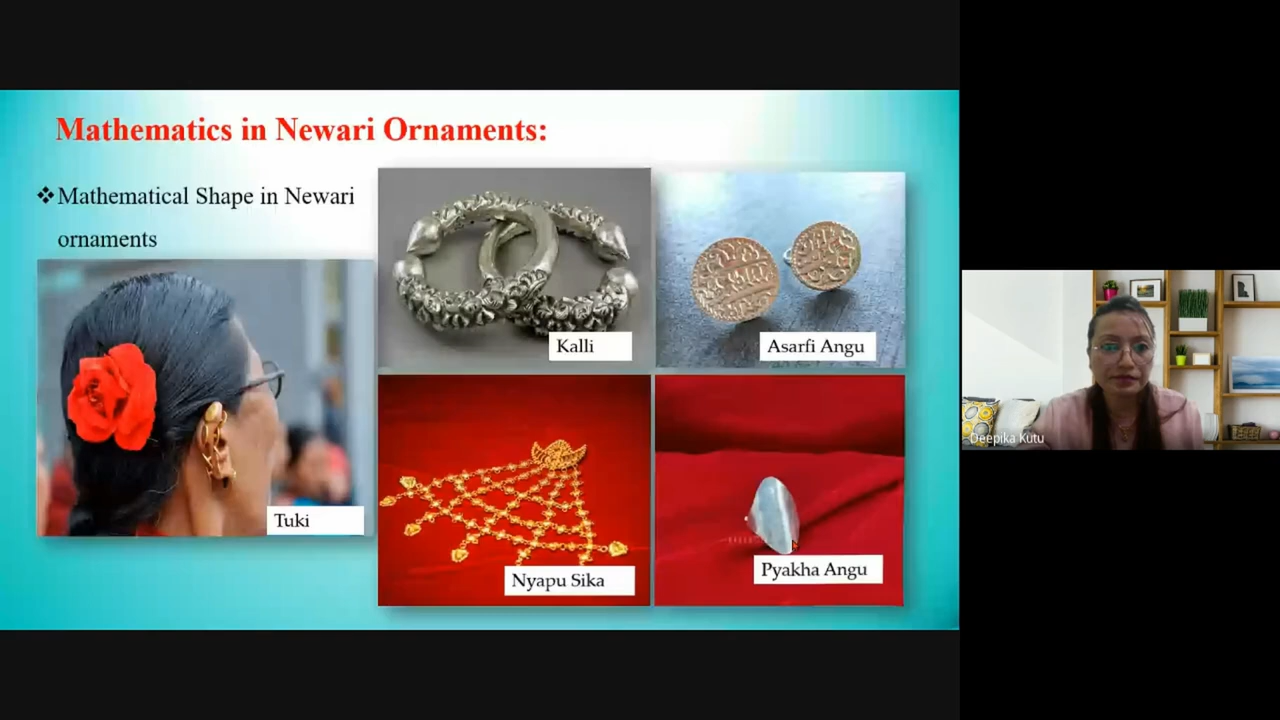 Mathematics in Newari Ornaments:
❖Mathematical Shape in Newari
ornaments
Kalli
Asarfi Angu
Tuki
Nyapu Sika
Pyakha Angu
Deepika Kutu